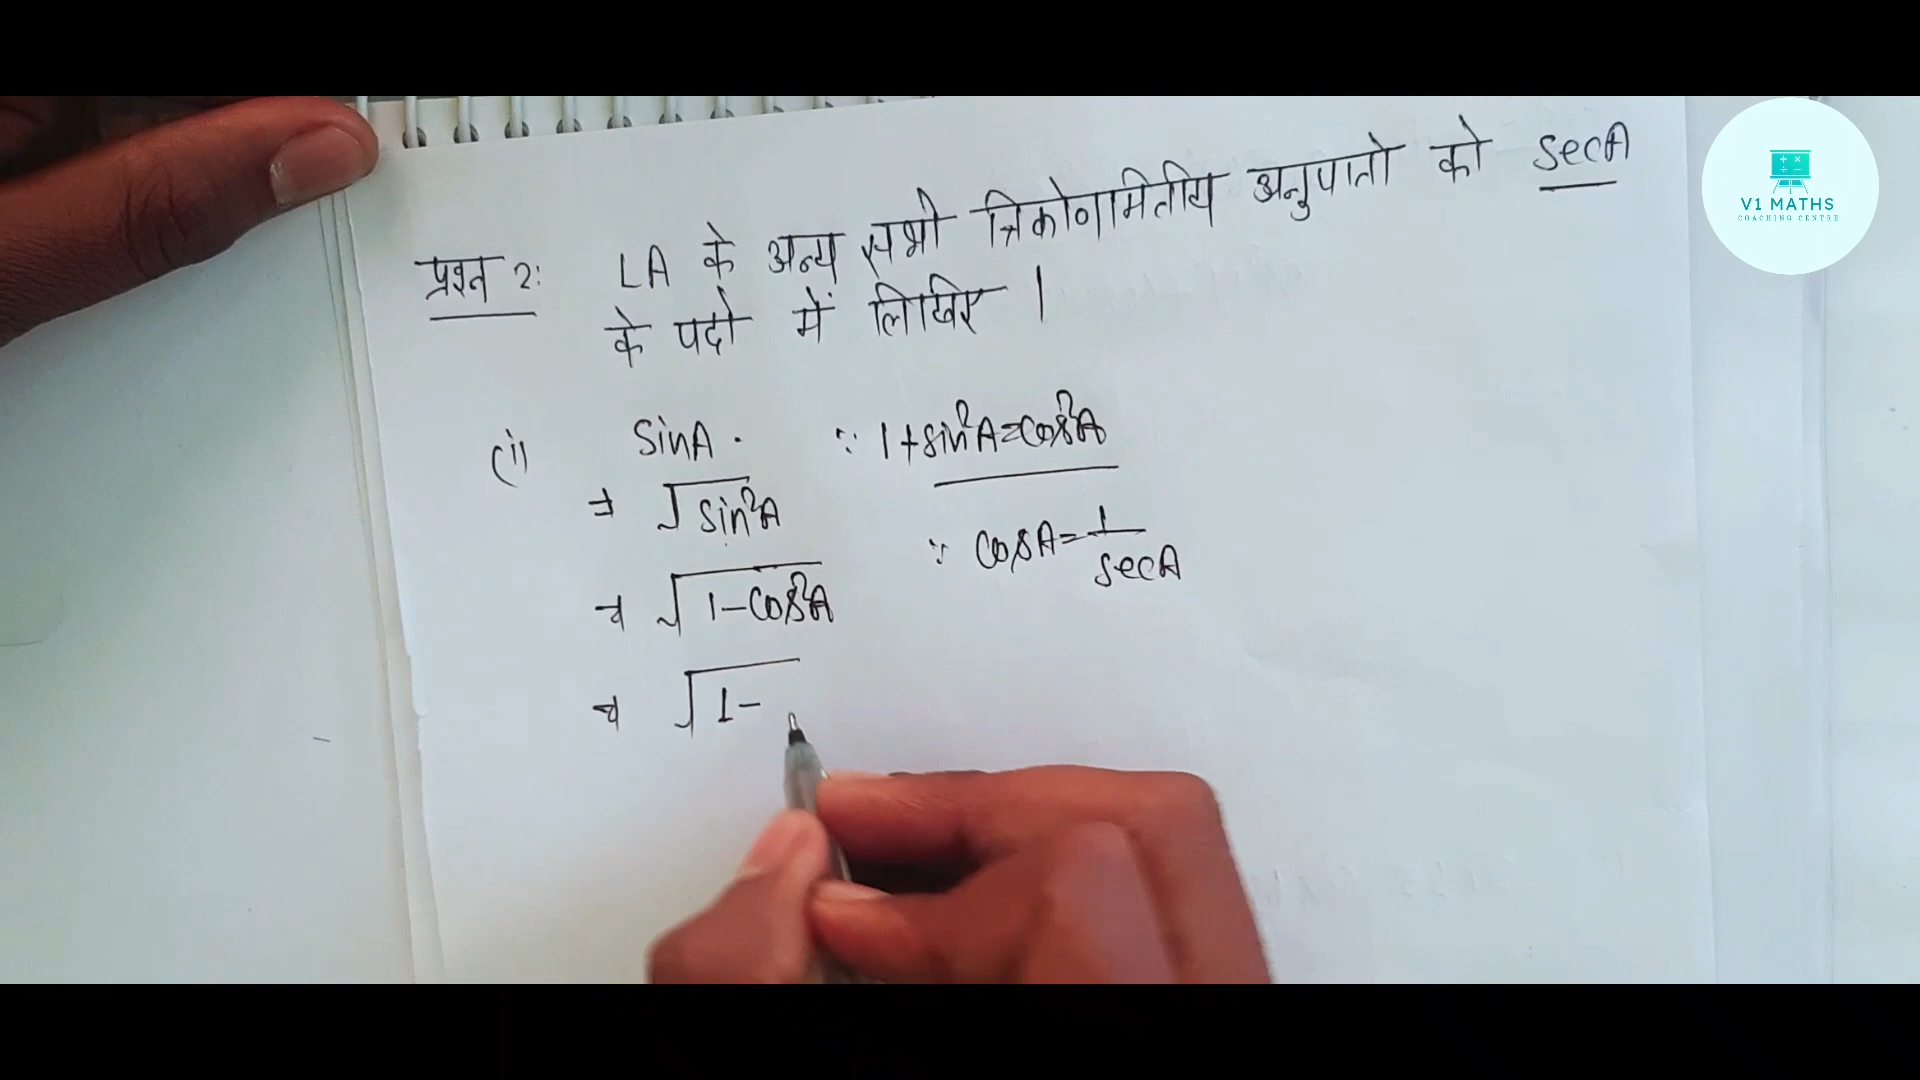 प्रश्न 2: LA के अन्य सभी त्रिकोणमितीय अनुपातो को secA
के पदो में लिखिए |
(i) SinA . ∵ 1+sin²A=cos²A
⇒ √sin²A
∵ cosA=1/secA
⇒ √1-cos²A
⇒ √1-
V1 MATHS
COACHING CENTRE